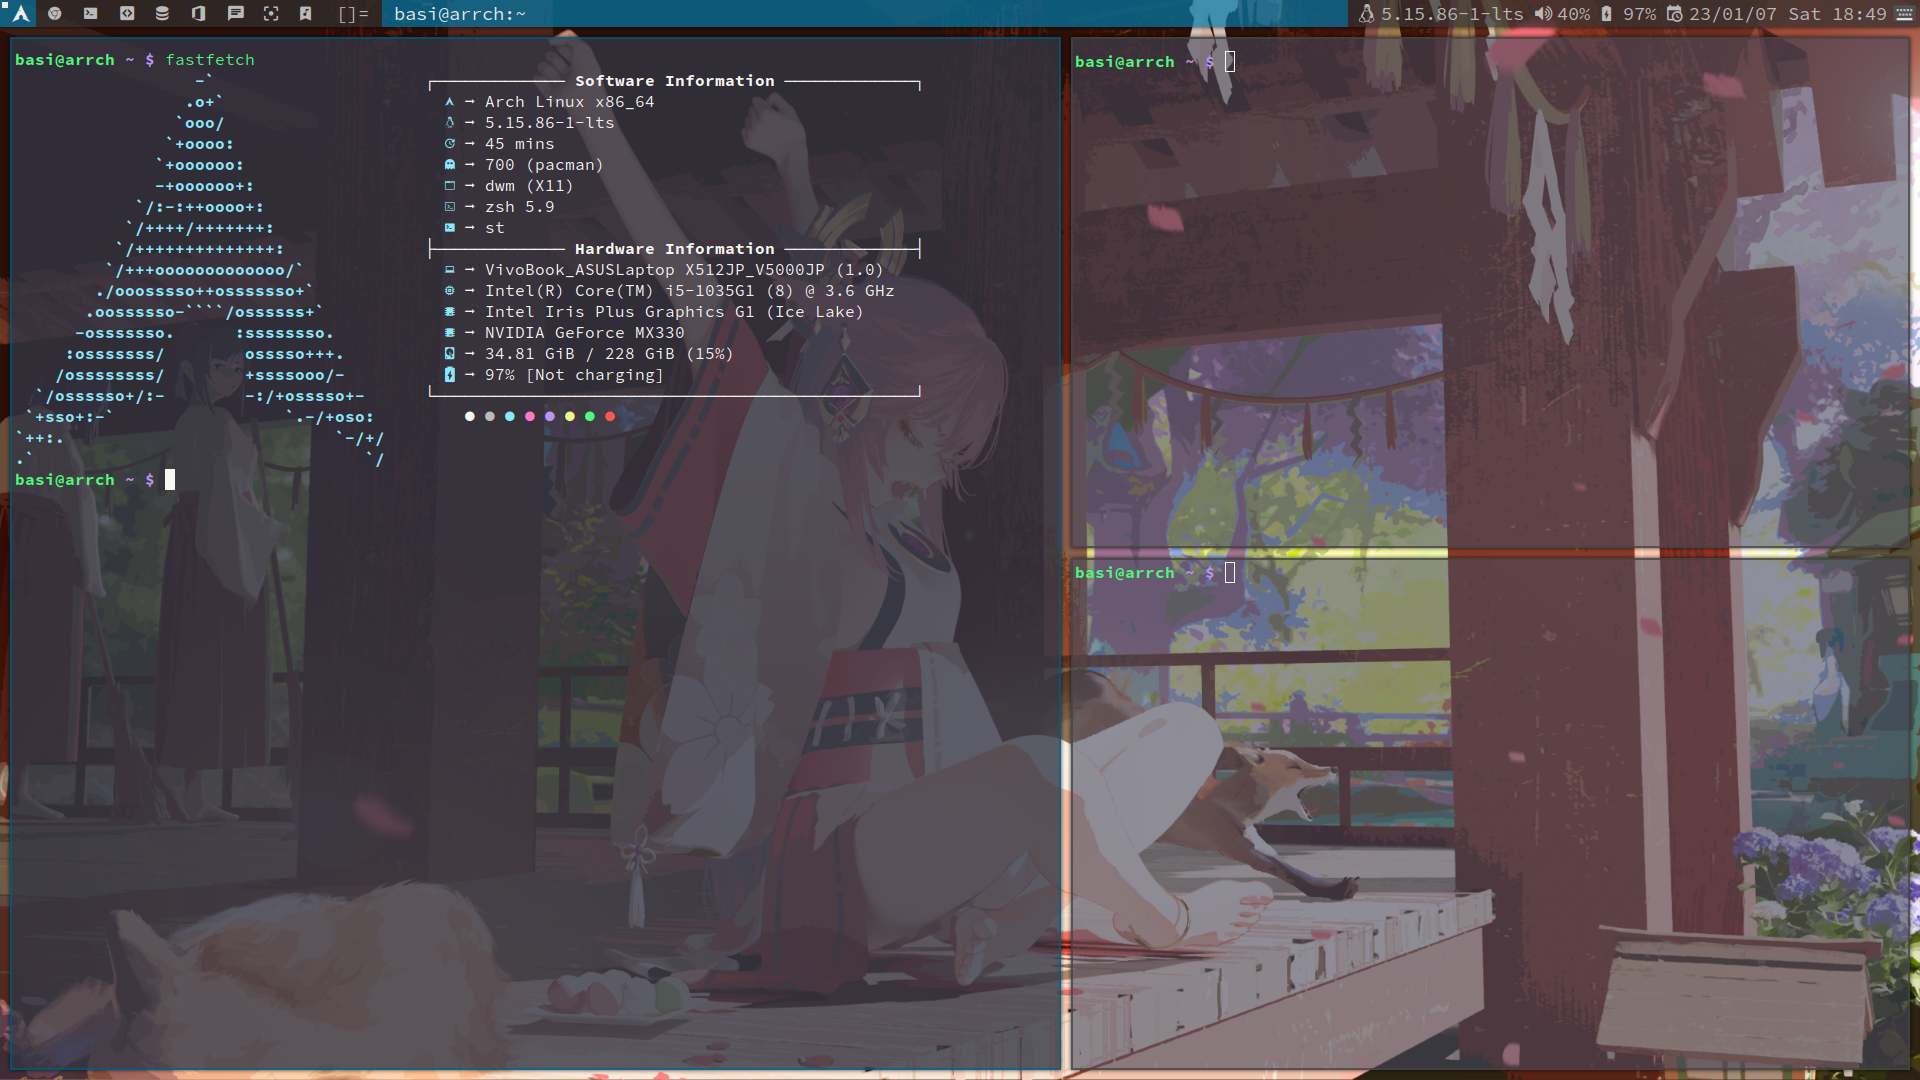 []= basi@arrch:~ 5.15.86-1-lts 40% 97% 23/01/07 Sat 18:49
basi@arrch ~ $ fastfetch
-`
.o+`
`ooo/
`+oooo:
`+oooooo:
-+oooooo+:
`/:-:++oooo+:
`/++++/+++++++:
`/++++++++++++++:
`/+++ooooooooooooo/`
./ooosssso++osssssso+`
.oossssso-````/ossssss+`
-osssssso. :ssssssso.
:osssssss/ osssso+++.
/ossssssss/ +ssssooo/-
`/ossssso+/:- -:/+osssso+-
`+sso+:-` `.-/+oso:
`++:. `-/+/
.` `/
Software Information
→ Arch Linux x86_64
→ 5.15.86-1-lts
→ 45 mins
→ 700 (pacman)
→ dwm (X11)
→ zsh 5.9
→ st
Hardware Information
→ VivoBook_ASUSLaptop X512JP_V5000JP (1.0)
→ Intel(R) Core(TM) i5-1035G1 (8) @ 3.6 GHz
→ Intel Iris Plus Graphics G1 (Ice Lake)
→ NVIDIA GeForce MX330
→ 34.81 GiB / 228 GiB (15%)
→ 97% [Not charging]
basi@arrch ~ $
basi@arrch ~ $
basi@arrch ~ $